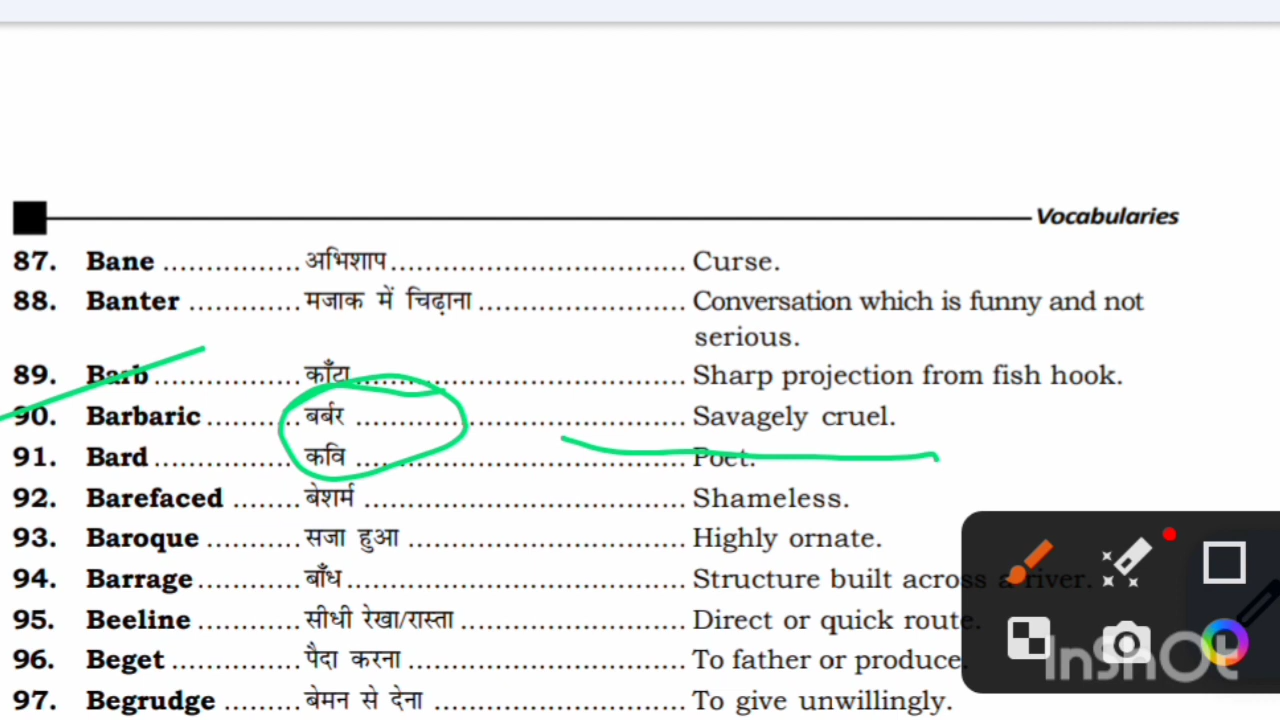 Vocabularies
87. Bane ................ अभिशाप .................................. Curse.
88. Banter ............. मजाक में चिढ़ाना ......................... Conversation which is funny and not
serious.
89. Barb ................. काँटा ...................................... Sharp projection from fish hook.
90. Barbaric ........... बर्बर ...................................... Savagely cruel.
91. Bard ................. कवि ...................................... Poet.
92. Barefaced ........ बेशर्म ..................................... Shameless.
93. Baroque ........... सजा हुआ ................................ Highly ornate.
94. Barrage ............ बाँध ....................................... Structure built across a river.
95. Beeline ............ सीधी रेखा/रास्ता .......................... Direct or quick route.
96. Beget ............... पैदा करना ................................. To father or produce.
97. Begrudge ......... बेमन से देना ............................. To give unwillingly.
InShOt